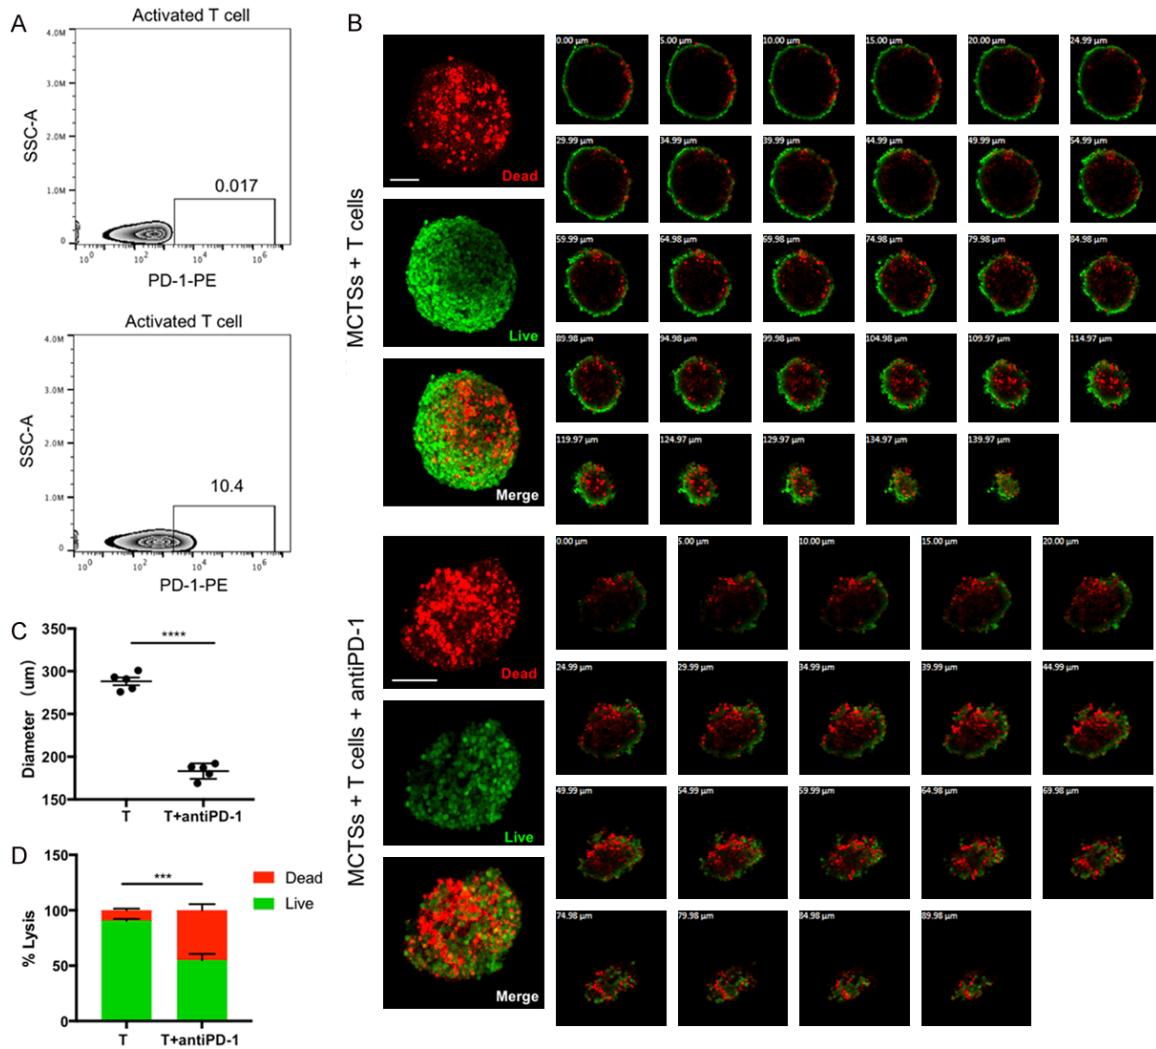 A
Activated T cell
4.0M
3.0M
SSC-A
2.0M
1.0M
0.017
0
10^0 10^2 10^4 10^6
PD-1-PE
Activated T cell
4.0M
3.0M
SSC-A
2.0M
1.0M
10.4
0
10^0 10^2 10^4 10^6
PD-1-PE
B
MCTSs + T cells
Dead
Live
Merge
0.00 µm 5.00 µm 10.00 µm 15.00 µm 20.00 µm 24.99 µm
29.99 µm 34.99 µm 39.99 µm 44.99 µm 49.99 µm 54.99 µm
59.99 µm 64.98 µm 69.98 µm 74.98 µm 79.98 µm 84.98 µm
89.98 µm 94.98 µm 99.98 µm 104.98 µm 109.97 µm 114.97 µm
119.97 µm 124.97 µm 129.97 µm 134.97 µm 139.97 µm
MCTSs + T cells + antiPD-1
Dead
Live
Merge
0.00 µm 5.00 µm 10.00 µm 15.00 µm 20.00 µm
24.99 µm 29.99 µm 34.99 µm 39.99 µm 44.99 µm
49.99 µm 54.99 µm 59.99 µm 64.98 µm 69.98 µm
74.98 µm 79.98 µm 84.98 µm 89.98 µm
C
350
****
300
Diameter （um）
250
200
150
T T+antiPD-1
D
150
***
Dead
Live
100
% Lysis
50
0
T T+antiPD-1